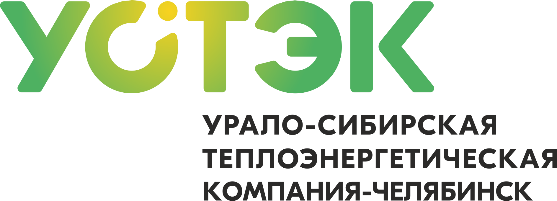 УСТЭК
УРАЛО-СИБИРСКАЯ
ТЕПЛОЭНЕРГЕТИЧЕСКАЯ
КОМПАНИЯ-ЧЕЛЯБИНСК